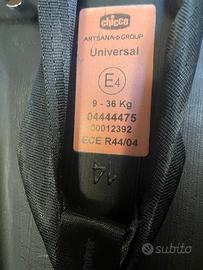 chicco
ARTSANA GROUP
Universal
E4
9 - 36 Kg
04444475
00012392
ECE R44/04
14
subito